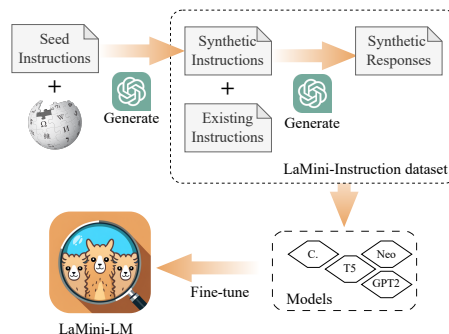 Seed
Instructions
+
Generate
Synthetic
Instructions
+
Existing
Instructions
Generate
Synthetic
Responses
LaMini-Instruction dataset
C.
T5
Neo
GPT2
Models
Fine-tune
LaMini-LM